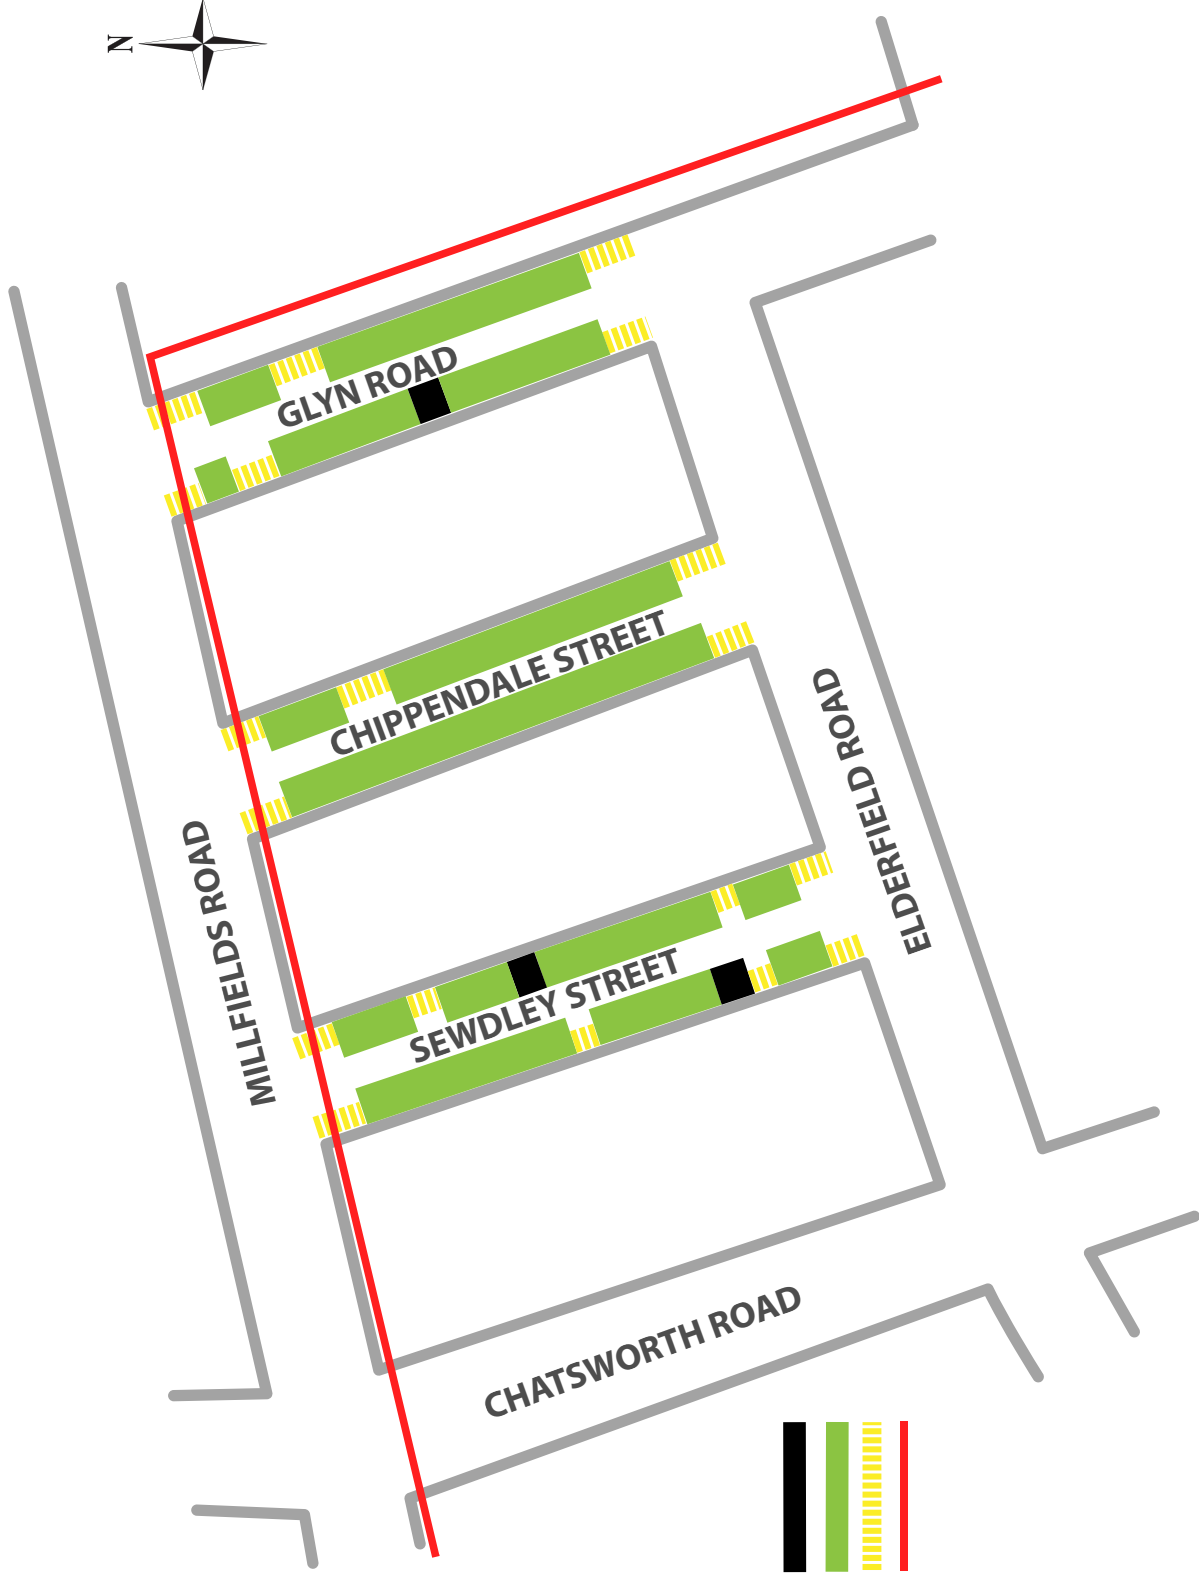 N
GLYN ROAD
CHIPPENDALE STREET
ELDERFIELD ROAD
MILLFIELDS ROAD
SEWDLEY STREET
CHATSWORTH ROAD